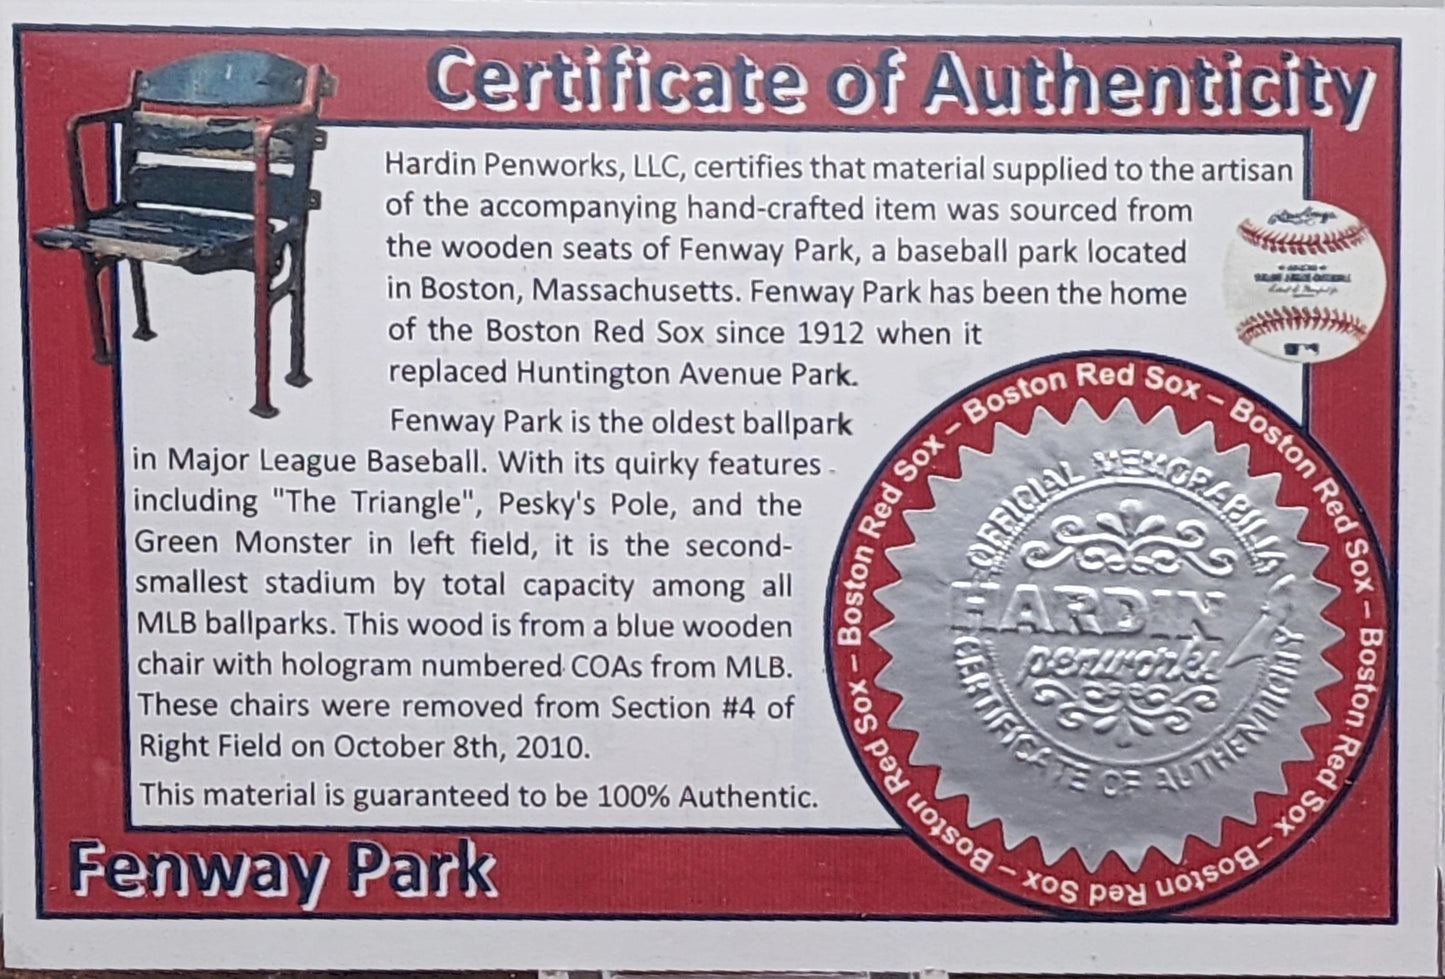 Certificate of Authenticity
Hardin Penworks, LLC, certifies that material supplied to the artisan
of the accompanying hand-crafted item was sourced from
the wooden seats of Fenway Park, a baseball park located
in Boston, Massachusetts. Fenway Park has been the home
of the Boston Red Sox since 1912 when it
replaced Huntington Avenue Park.
Fenway Park is the oldest ballpark
in Major League Baseball. With its quirky features -
including "The Triangle", Pesky's Pole, and the
Green Monster in left field, it is the second-
smallest stadium by total capacity among all
MLB ballparks. This wood is from a blue wooden
chair with hologram numbered COAs from MLB.
These chairs were removed from Section #4 of
Right Field on October 8th, 2010.
This material is guaranteed to be 100% Authentic.
Fenway Park
Rawlings
Boston Red Sox – Boston Red Sox – Boston Red Sox – Boston Red Sox – Boston Red Sox – Boston Red Sox –
OFFICIAL MEMORABILIA
HARDIN
penworks
CERTIFICATE OF AUTHENTICITY